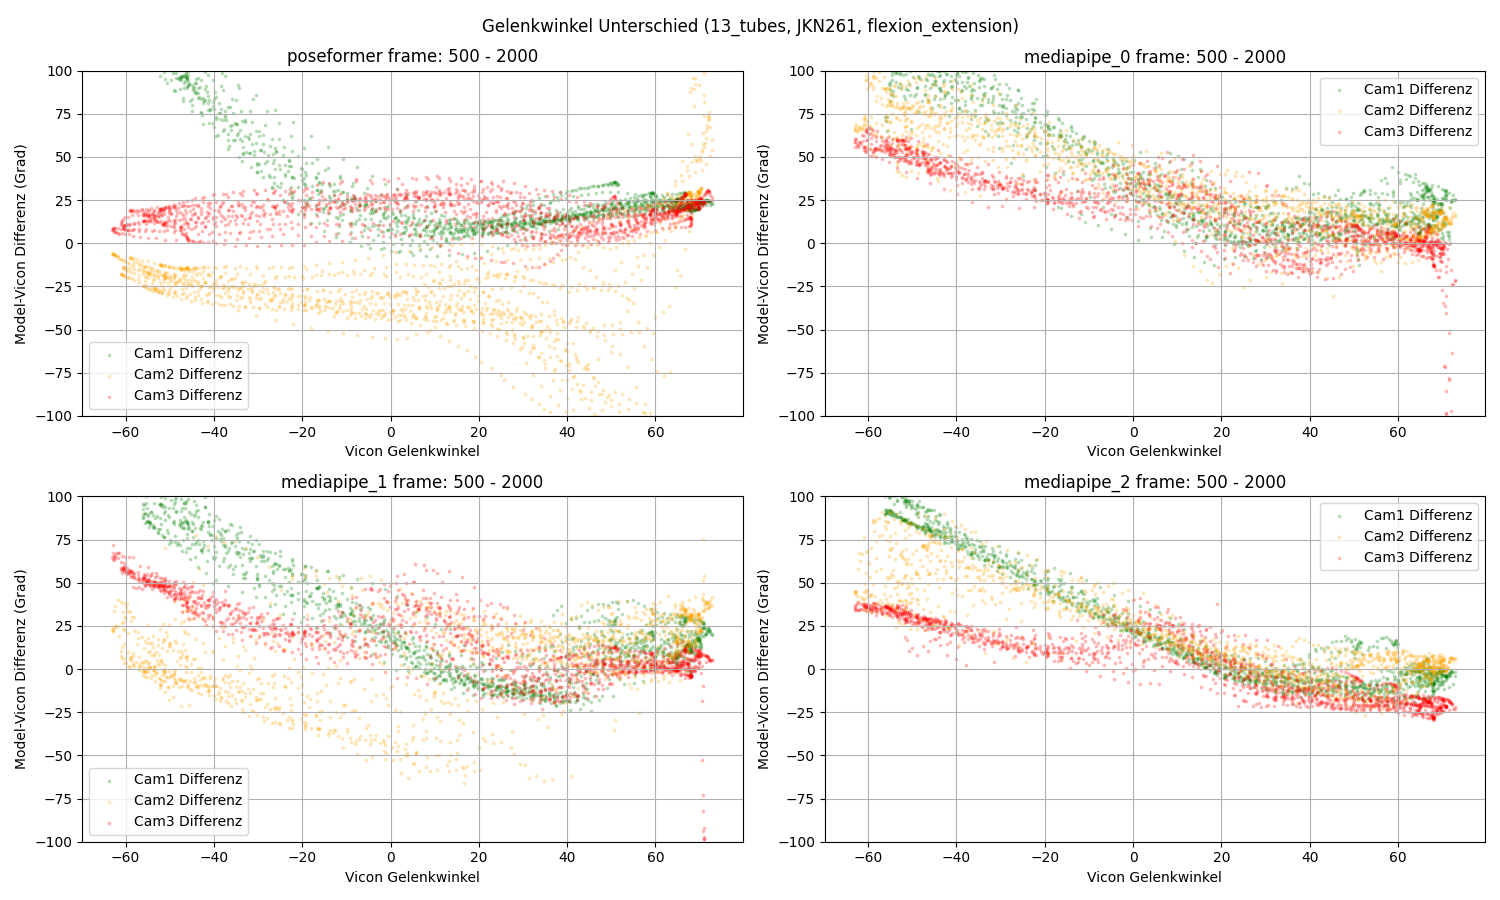 Gelenkwinkel Unterschied (13_tubes, JKN261, flexion_extension)
poseformer frame: 500 - 2000
100
75
50
25
0
−25
−50
−75
−100
Model-Vicon Differenz (Grad)
Cam1 Differenz
Cam2 Differenz
Cam3 Differenz
−60 −40 −20 0 20 40 60
Vicon Gelenkwinkel
mediapipe_0 frame: 500 - 2000
100
75
50
25
0
−25
−50
−75
−100
Model-Vicon Differenz (Grad)
Cam1 Differenz
Cam2 Differenz
Cam3 Differenz
−60 −40 −20 0 20 40 60
Vicon Gelenkwinkel
mediapipe_1 frame: 500 - 2000
100
75
50
25
0
−25
−50
−75
−100
Model-Vicon Differenz (Grad)
Cam1 Differenz
Cam2 Differenz
Cam3 Differenz
−60 −40 −20 0 20 40 60
Vicon Gelenkwinkel
mediapipe_2 frame: 500 - 2000
100
75
50
25
0
−25
−50
−75
−100
Model-Vicon Differenz (Grad)
Cam1 Differenz
Cam2 Differenz
Cam3 Differenz
−60 −40 −20 0 20 40 60
Vicon Gelenkwinkel